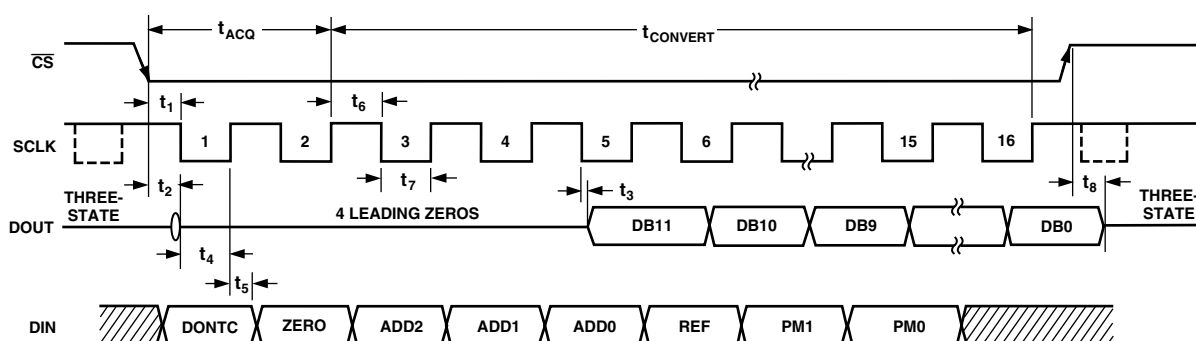 tACQ
tCONVERT
CS
t1
t6
SCLK
1
2
3
4
5
6
15
16
t2
t7
t3
t8
THREE-
STATE
4 LEADING ZEROS
THREE-
STATE
DOUT
DB11
DB10
DB9
DB0
t4
t5
DIN
DONTC
ZERO
ADD2
ADD1
ADD0
REF
PM1
PM0